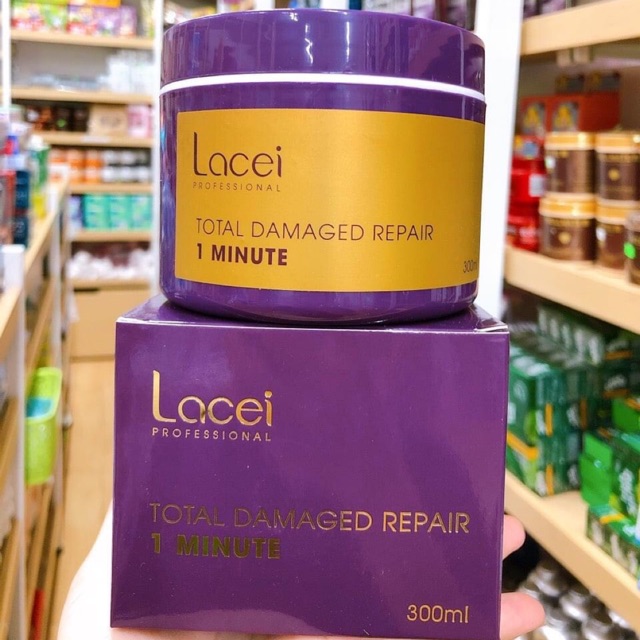 Lacei
PROFESSIONAL
TOTAL DAMAGED REPAIR
1 MINUTE
300ml
Lacei
PROFESSIONAL
TOTAL DAMAGED REPAIR
1 MINUTE
300ml